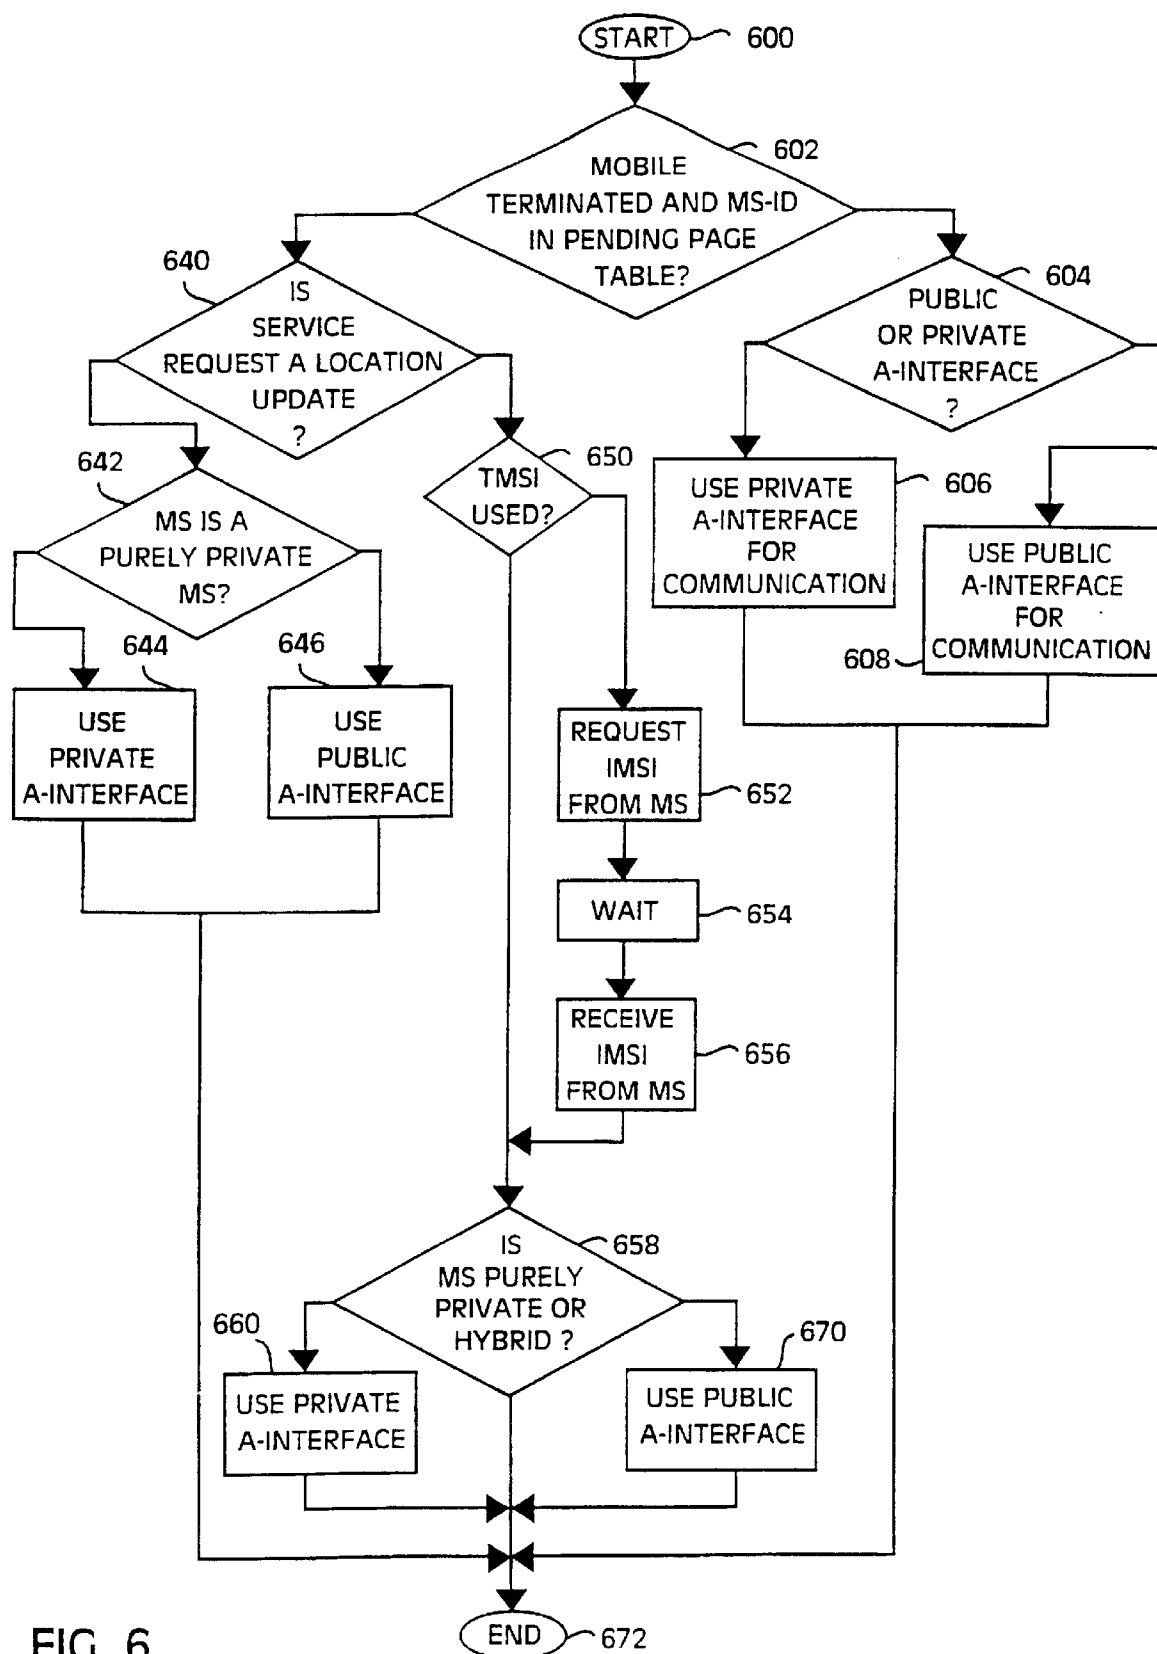 START
600
MOBILE
TERMINATED AND MS-ID
IN PENDING PAGE
TABLE?
602
640
IS
SERVICE
REQUEST A LOCATION
UPDATE
?
PUBLIC
OR PRIVATE
A-INTERFACE
?
604
642
MS IS A
PURELY PRIVATE
MS?
TMSI
USED?
650
USE PRIVATE
A-INTERFACE
FOR
COMMUNICATION
606
USE PUBLIC
A-INTERFACE
FOR
COMMUNICATION
608
644
USE
PRIVATE
A-INTERFACE
646
USE
PUBLIC
A-INTERFACE
REQUEST
IMSI
FROM MS
652
WAIT
654
RECEIVE
IMSI
FROM MS
656
IS
MS PURELY
PRIVATE OR
HYBRID ?
658
660
USE PRIVATE
A-INTERFACE
670
USE PUBLIC
A-INTERFACE
END
672
FIG. 6